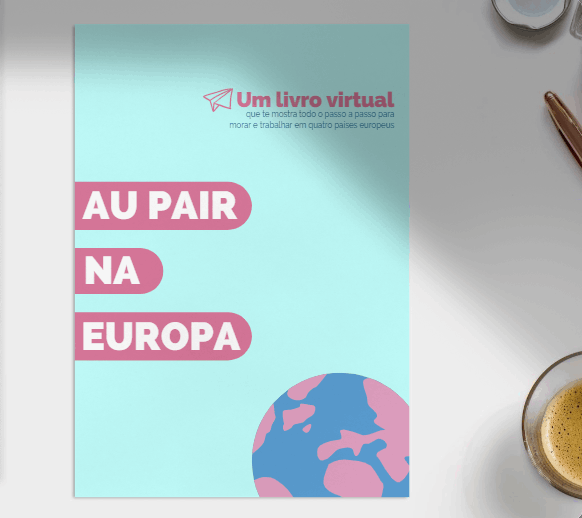 Um livro virtual
que te mostra todo o passo a passo para
morar e trabalhar em quatro países europeus
AU PAIR
NA
EUROPA